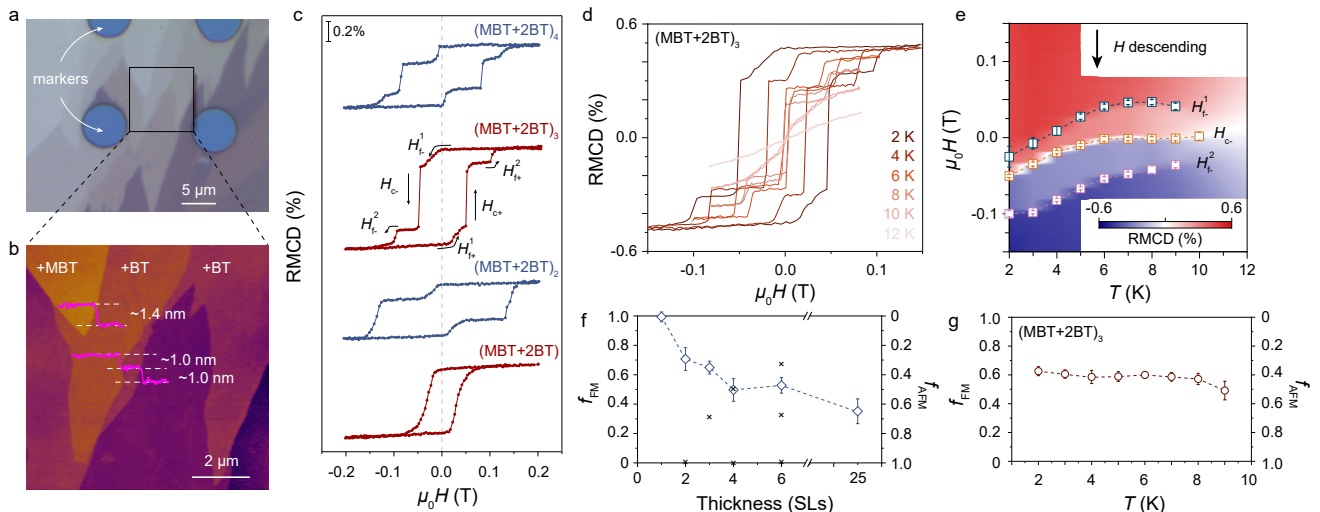 a
markers
5 μm
b
+MBT
+BT
+BT
~1.4 nm
~1.0 nm
~1.0 nm
2 μm
c
0.2%
(MBT+2BT)4
(MBT+2BT)3
H1f-
H2f+
Hc-
Hc+
H2f-
H1f+
(MBT+2BT)2
(MBT+2BT)
RMCD (%)
-0.2 -0.1 0.0 0.1 0.2
μ0H (T)
d
(MBT+2BT)3
0.6
0.0
-0.6
RMCD (%)
2 K
4 K
6 K
8 K
10 K
12 K
-0.1 0.0 0.1
μ0H (T)
e
H descending
0.1
0.0
-0.1
μ0H (T)
H1f-
Hc-
H2f-
-0.6 0.6
RMCD (%)
2 4 6 8 10 12
T (K)
f
1.0 0
0.8
0.6
0.4 0.6
0.2 0.8
0 1.0
fFM
fAFM
2 4 6 25
Thickness (SLs)
g
(MBT+2BT)3
1.0 0
0.8 0.2
0.6 0.4
0.4 0.6
0.2 0.8
0 1.0
fFM
fAFM
2 4 6 8 10
T (K)